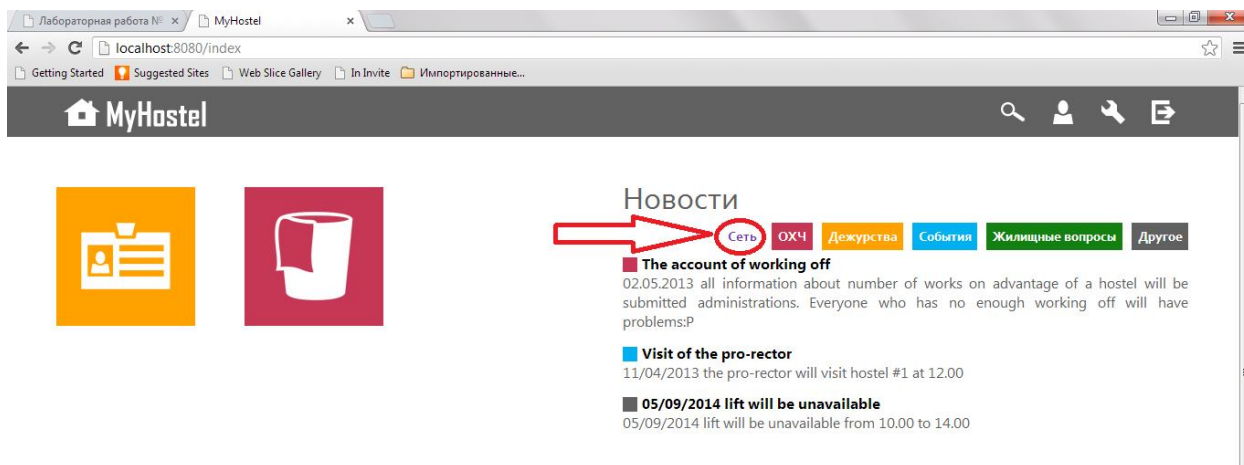 Лабораторная работа №
MyHostel
localhost:8080/index
Getting Started Suggested Sites Web Slice Gallery In Invite Импортированные...
MyHostel
Новости
Сеть ОХЧ Дежурства События Жилищные вопросы Другое
The account of working off
02.05.2013 all information about number of works on advantage of a hostel will be
submitted administrations. Everyone who has no enough working off will have
problems:P
Visit of the pro-rector
11/04/2013 the pro-rector will visit hostel #1 at 12.00
05/09/2014 lift will be unavailable
05/09/2014 lift will be unavailable from 10.00 to 14.00